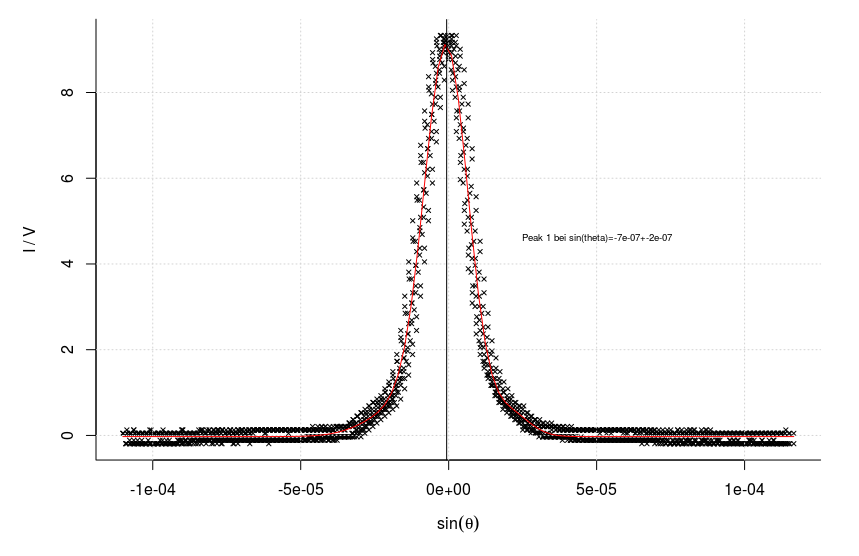 8
6
4
2
0
I / V
Peak 1 bei sin(theta)=-7e-07+-2e-07
-1e-04 -5e-05 0e+00 5e-05 1e-04
sin(θ)